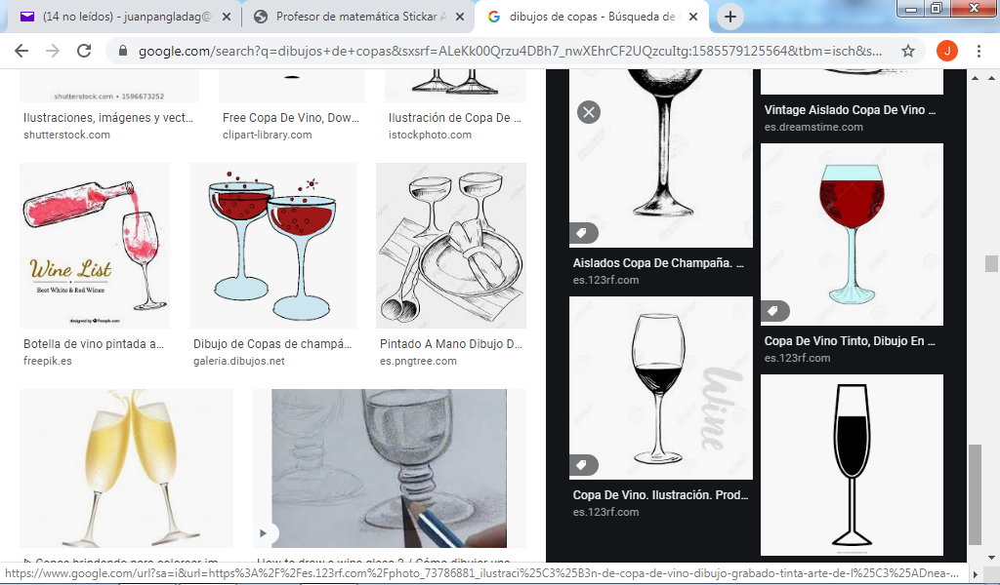 (14 no leídos) - juanpangladag@
Profesor de matemática Stickar A
dibujos de copas - Búsqueda de
google.com/search?q=dibujos+de+copas&sxsrf=ALeKk00Qrzu4DBh7_nwXEhrCF2UQZcuItg:1585579125564&tbm=isch&s...
J
shutterstock.com • 1596673252
Ilustraciones, imágenes y vect...
shutterstock.com
Free Copa De Vino, Dow...
clipart-library.com
Ilustración de Copa De ...
istockphoto.com
Wine List
Best White & Red Wines
designed by freepik.com
Botella de vino pintada a...
freepik.es
Dibujo de Copas de champá...
galeria.dibujos.net
Pintado A Mano Dibujo D...
es.pngtree.com
Copas brindando para colorear im
How to draw a wine glass 2 / Cómo dibujar una
Aislados Copa De Champaña. ...
es.123rf.com
Wine
Copa De Vino. Ilustración. Prod...
es.123rf.com
Vintage Aislado Copa De Vino ...
es.dreamstime.com
Copa De Vino Tinto, Dibujo En ...
es.123rf.com
https://www.google.com/url?sa=i&url=https%3A%2F%2Fes.123rf.com%2Fphoto_73786881_ilustraci%25C3%25B3n-de-copa-de-vino-dibujo-grabado-tinta-arte-de-l%25C3%25ADnea-...